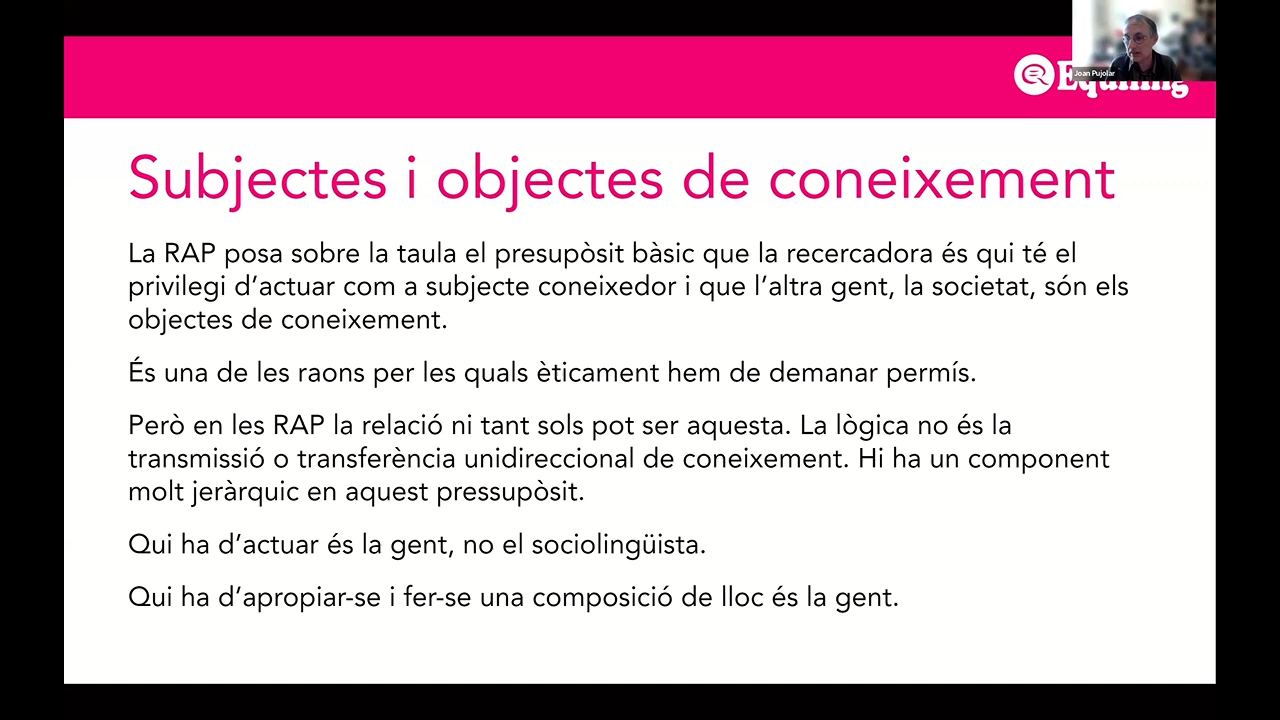 Joan Pujolar
Subjectes i objectes de coneixement
La RAP posa sobre la taula el presupòsit bàsic que la recercadora és qui té el
privilegi d’actuar com a subjecte coneixedor i que l’altra gent, la societat, són els
objectes de coneixement.
És una de les raons per les quals èticament hem de demanar permís.
Però en les RAP la relació ni tant sols pot ser aquesta. La lògica no és la
transmissió o transferència unidireccional de coneixement. Hi ha un component
molt jeràrquic en aquest pressupòsit.
Qui ha d’actuar és la gent, no el sociolingüista.
Qui ha d’apropiar-se i fer-se una composició de lloc és la gent.